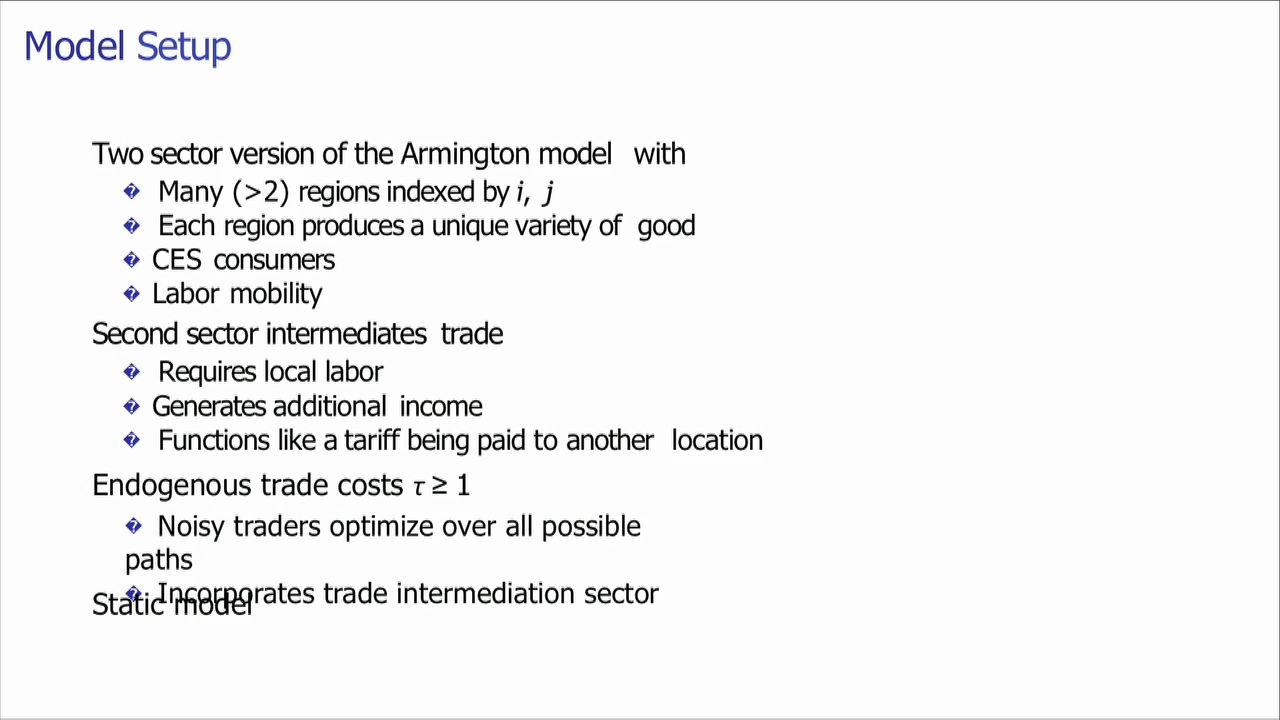 Model Setup
Two sector version of the Armington model with
� Many (>2) regions indexed by i, j
� Each region produces a unique variety of good
� CES consumers
� Labor mobility
Second sector intermediates trade
� Requires local labor
� Generates additional income
� Functions like a tariff being paid to another location
Endogenous trade costs τ ≥ 1
� Noisy traders optimize over all possible
paths
� Incorporates trade intermediation sector
Static model